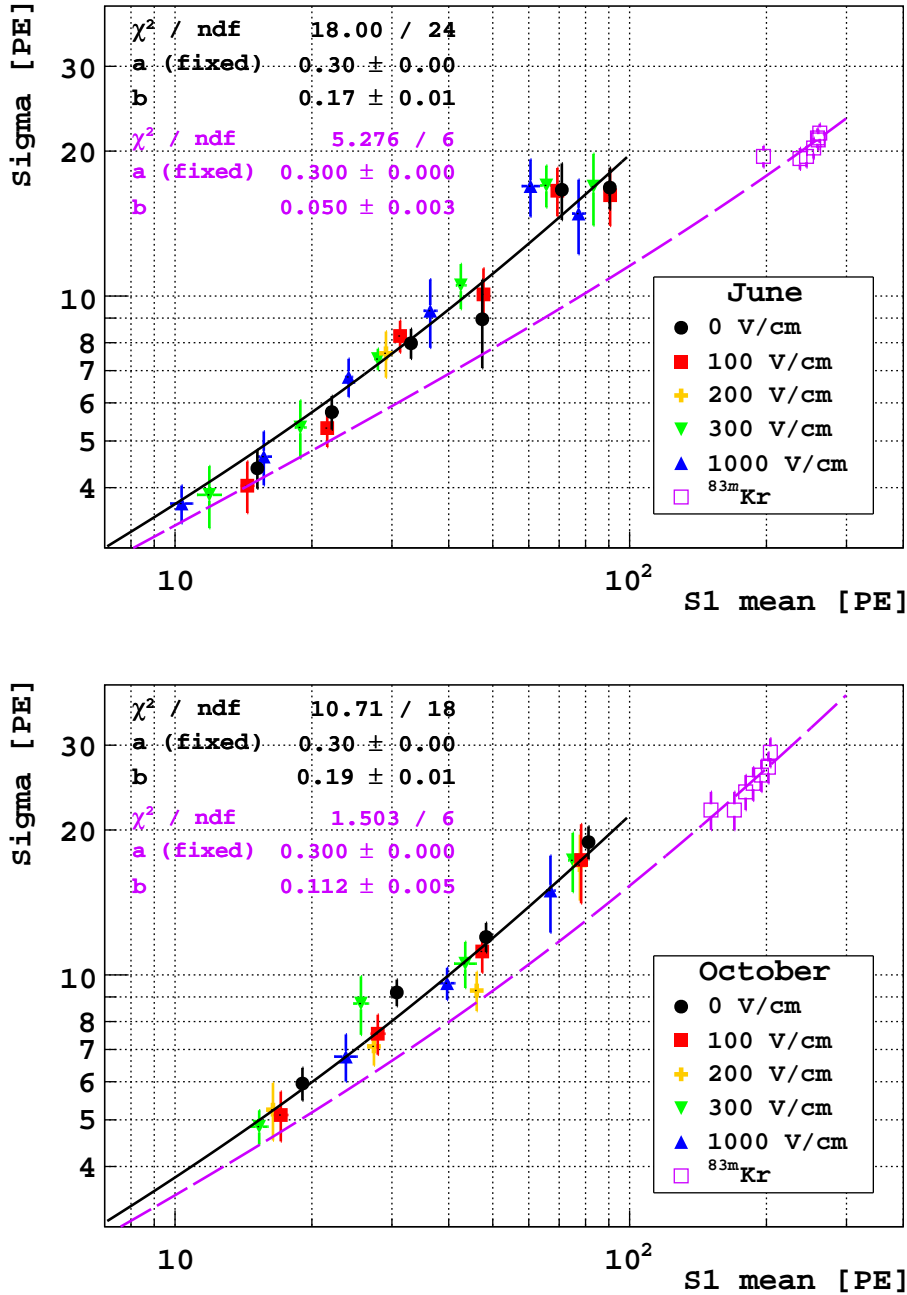 Sigma [PE]
χ² / ndf 18.00 / 24
a (fixed) 0.30 ± 0.00
b 0.17 ± 0.01
χ² / ndf 5.276 / 6
a (fixed) 0.300 ± 0.000
b 0.050 ± 0.003
30
20
10
8
7
6
5
4
June
0 V/cm
100 V/cm
200 V/cm
300 V/cm
1000 V/cm
⁸³ᵐKr
10
10²
S1 mean [PE]
Sigma [PE]
χ² / ndf 10.71 / 18
a (fixed) 0.30 ± 0.00
b 0.19 ± 0.01
χ² / ndf 1.503 / 6
a (fixed) 0.300 ± 0.000
b 0.112 ± 0.005
30
20
10
8
7
6
5
4
October
0 V/cm
100 V/cm
200 V/cm
300 V/cm
1000 V/cm
⁸³ᵐKr
10
10²
S1 mean [PE]